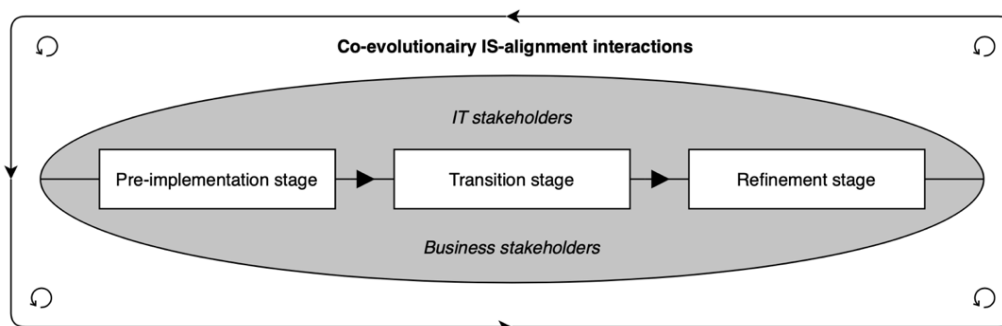 Co-evolutionairy IS-alignment interactions
IT stakeholders
Pre-implementation stage
Transition stage
Refinement stage
Business stakeholders